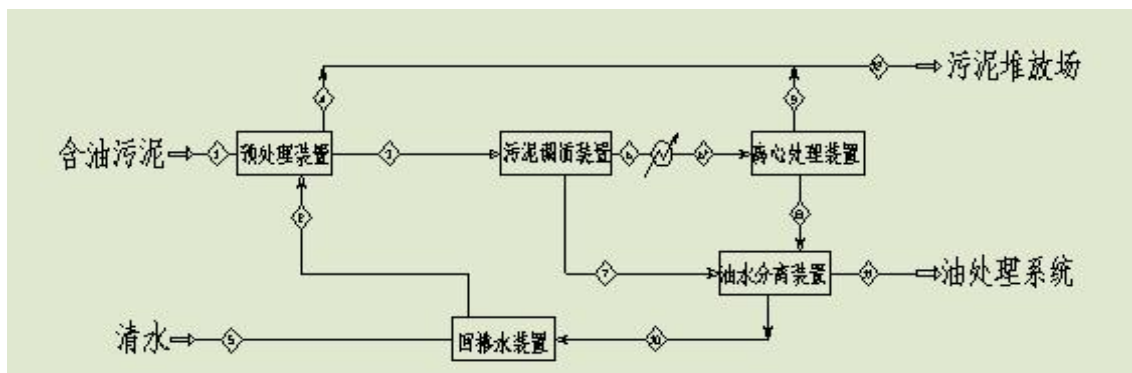 污泥堆放场
含油污泥
预处理装置
污泥调质装置
离心处理装置
油水分离装置
油处理系统
清水
回掺水装置